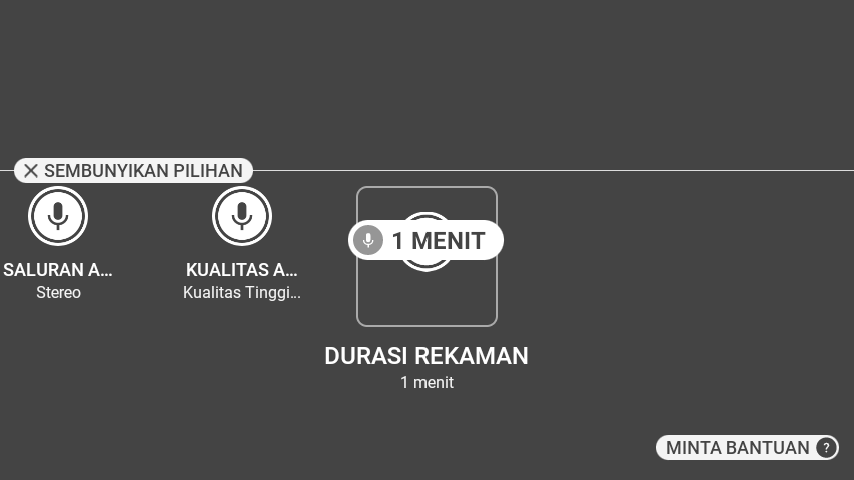 SEMBUNYIKAN PILIHAN
1 MENIT
SALURAN A...
Stereo
KUALITAS A...
Kualitas Tinggi...
DURASI REKAMAN
1 menit
MINTA BANTUAN ?